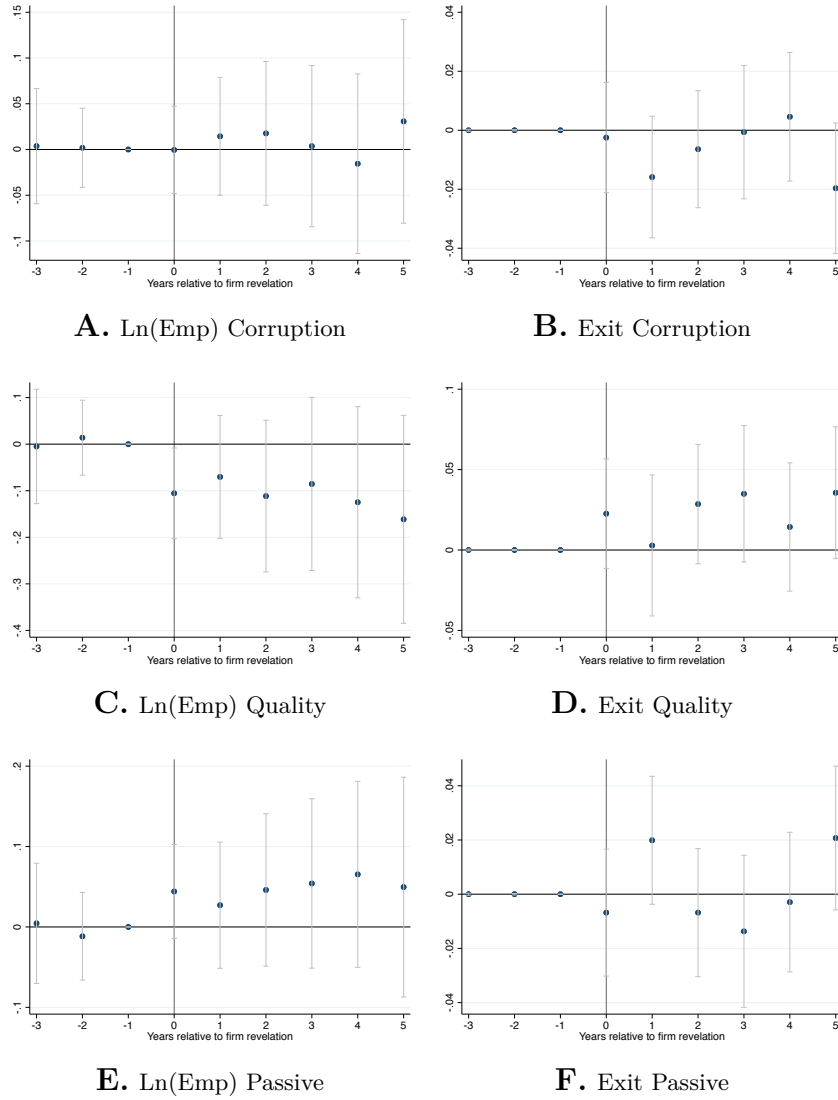 .15
.1
.05
0
-.05
-.1
-3 -2 -1 0 1 2 3 4 5
Years relative to firm revelation
A. Ln(Emp) Corruption
.04
.02
0
-.02
-.04
-3 -2 -1 0 1 2 3 4 5
Years relative to firm revelation
B. Exit Corruption
.1
0
-.1
-.2
-.3
-.4
-3 -2 -1 0 1 2 3 4 5
Years relative to firm revelation
C. Ln(Emp) Quality
.1
.05
0
-.05
-3 -2 -1 0 1 2 3 4 5
Years relative to firm revelation
D. Exit Quality
.2
.1
0
-.1
-3 -2 -1 0 1 2 3 4 5
Years relative to firm revelation
E. Ln(Emp) Passive
.04
.02
0
-.02
-.04
-3 -2 -1 0 1 2 3 4 5
Years relative to firm revelation
F. Exit Passive